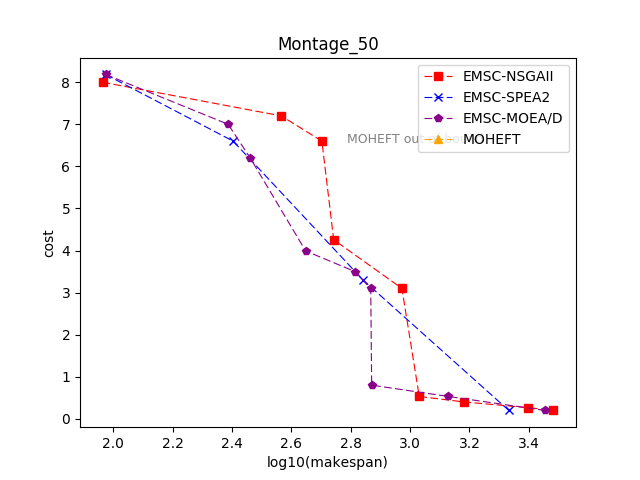 Montage_50
EMSC-NSGAII
EMSC-SPEA2
EMSC-MOEA/D
MOHEFT
MOHEFT out
cost
8
7
6
5
4
3
2
1
0
2.0 2.2 2.4 2.6 2.8 3.0 3.2 3.4
log10(makespan)